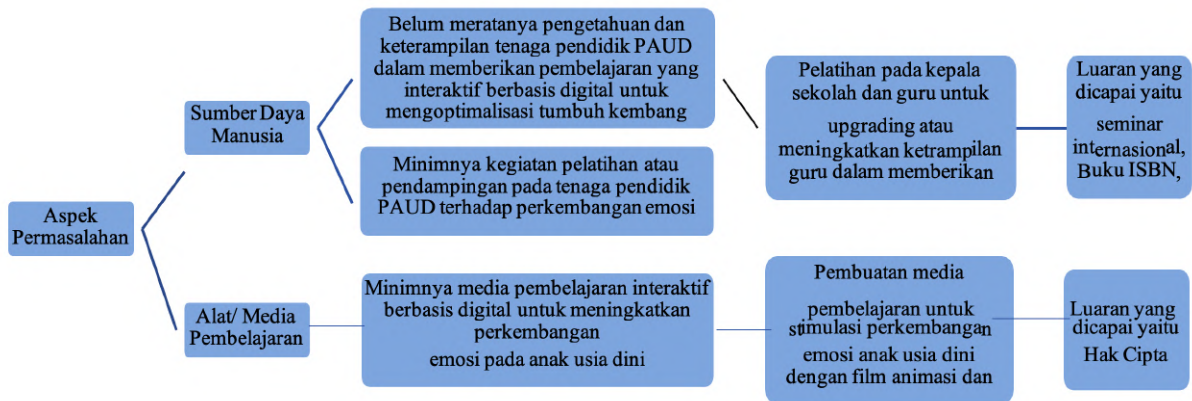 Aspek
Permasalahan
Sumber Daya
Manusia
Belum meratanya pengetahuan dan
keterampilan tenaga pendidik PAUD
dalam memberikan pembelajaran yang
interaktif berbasis digital untuk
mengoptimalisasi tumbuh kembang
Minimnya kegiatan pelatihan atau
pendampingan pada tenaga pendidik
PAUD terhadap perkembangan emosi
Pelatihan pada kepala
sekolah dan guru untuk
upgrading atau
meningkatkan ketrampilan
guru dalam memberikan
Luaran yang
dicapai yaitu
seminar
internasional,
Buku ISBN,
Alat/ Media
Pembelajaran
Minimnya media pembelajaran interaktif
berbasis digital untuk meningkatkan
perkembangan
emosi pada anak usia dini
Pembuatan media
pembelajaran untuk
stimulasi perkembangan
emosi anak usia dini
dengan film animasi dan
Luaran yang
dicapai yaitu
Hak Cipta